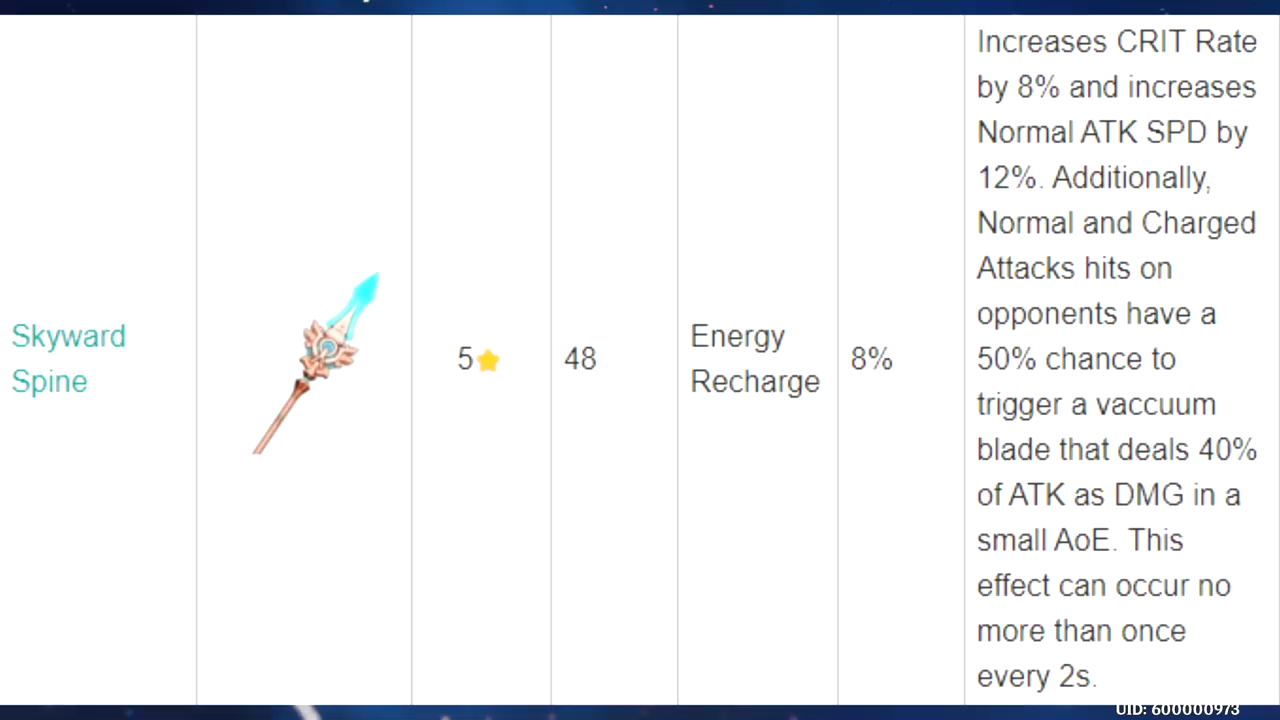 Skyward
Spine
5
48
Energy
Recharge
8%
Increases CRIT Rate
by 8% and increases
Normal ATK SPD by
12%. Additionally,
Normal and Charged
Attacks hits on
opponents have a
50% chance to
trigger a vaccuum
blade that deals 40%
of ATK as DMG in a
small AoE. This
effect can occur no
more than once
every 2s.
UID: 600000973